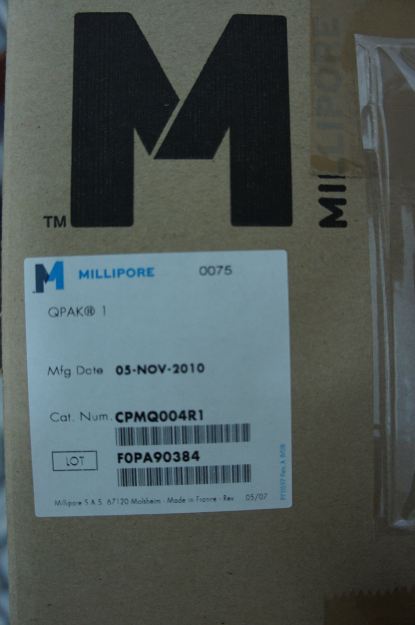 M
TM
MILLIPORE
M MILLIPORE 0075
QPAK® 1
Mfg Date 05-NOV-2010
Cat. Num. CPMQ004R1
LOT F0PA90384
Millipore S.A.S. 67120 Molsheim - Made in France - Rev. 05/07